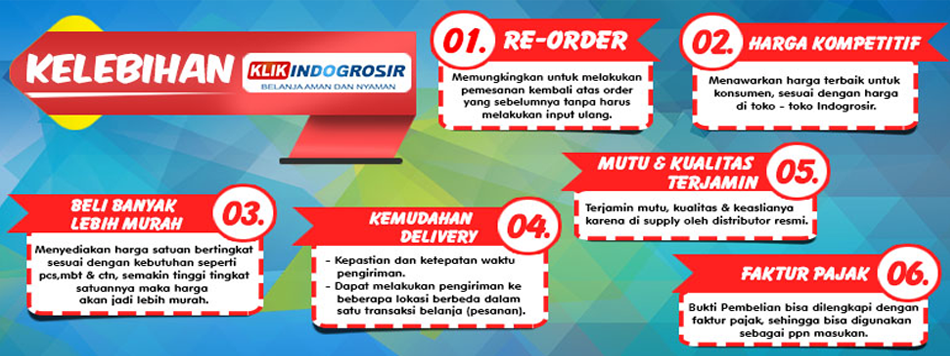 KELEBIHAN
KLIKINDOGROSIR
BELANJA AMAN DAN NYAMAN
01. RE-ORDER
Memungkingkan untuk melakukan
pemesanan kembali atas order
yang sebelumnya tanpa harus
melakukan input ulang.
02. HARGA KOMPETITIF
Menawarkan harga terbaik untuk
konsumen, sesuai dengan harga
di toko - toko Indogrosir.
BELI BANYAK
LEBIH MURAH
03.
Menyediakan harga satuan bertingkat
sesuai dengan kebutuhan seperti
pcs,mbt & ctn, semakin tinggi tingkat
satuannya maka harga
akan jadi lebih murah.
KEMUDAHAN
DELIVERY
04.
- Kepastian dan ketepatan waktu
pengiriman.
- Dapat melakukan pengiriman ke
beberapa lokasi berbeda dalam
satu transaksi belanja (pesanan).
MUTU & KUALITAS
TERJAMIN
05.
Terjamin mutu, kualitas & keaslianya
karena di supply oleh distributor resmi.
FAKTUR PAJAK
06.
Bukti Pembelian bisa dilengkapi dengan
faktur pajak, sehingga bisa digunakan
sebagai ppn masukan.